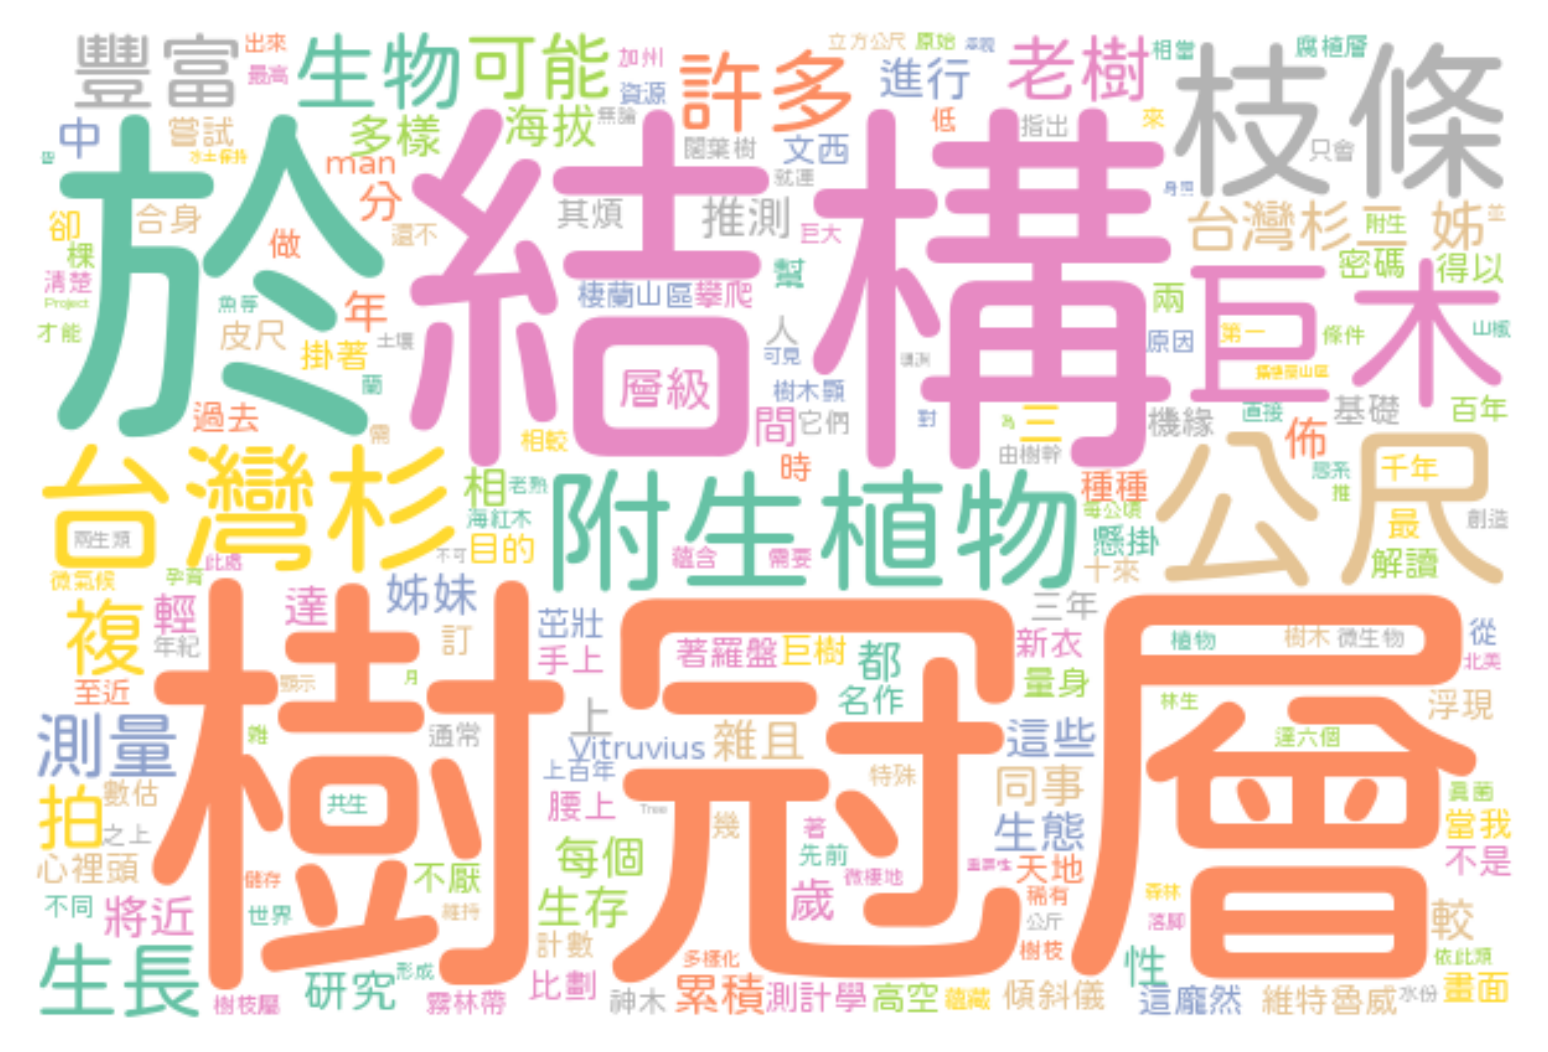 豐富
出來
最高
生物
可能
加州
資源
無論
許多
立方公尺
原始
進行
老樹
相當
腐植層
枝條
中
嘗試
水土保持
多樣
man
海拔
分
闊葉樹
文西
就連
低
指出
來
只會
於
結構
卻
合身
棵
做
還不
其煩
推測
巨大
台灣杉二
附生
姊
並
清楚
Project
才能
魚等
皮尺
年
掛著
土壤
蘭
棲蘭山區
攀爬
幫
人
可見
樹木顯
層級
兩
原因
密碼
得以
巨木
第一
條件
過去
需
相較
間
它們
對
為
三
由樹幹
機緣
直接
基礎
百年
佈
台灣杉
兩生類
相
老熟
海紅木
不可
目的
附生植物
時
蘊含
需要
種種
每公頃
懸掛
十來
公尺
千年
態系
推
最
創造
解讀
微氣候
孕育
此處
複
輕
年紀
達
姊妹
訂
茁壯
手上
著羅盤
巨樹
都
名作
三年
新衣
量身
植物
樹木
微生物
從
北美
至近
顯示
月
樹冠層
測量
雜
通常
上
Vitruvius
上百年
雜且
這些
林生
達六個
浮現
拍
數估
之上
共生
腰上
Tree
幾
特殊
著
先前
同事
生態
真菌
當我
不是
心裡頭
儲存
不厭
每個
微棲地
重要性
天地
稀有
森林
落腳
不同
將近
世界
維持
生存
歲
公斤
較
生長
樹枝屬
研究
形成
霧林帶
計數
比劃
神木
多樣化
累積
測計學
高空
蘊藏
傾斜儀
樹枝
性
這龐然
維特魯威
水份
依此類
畫面